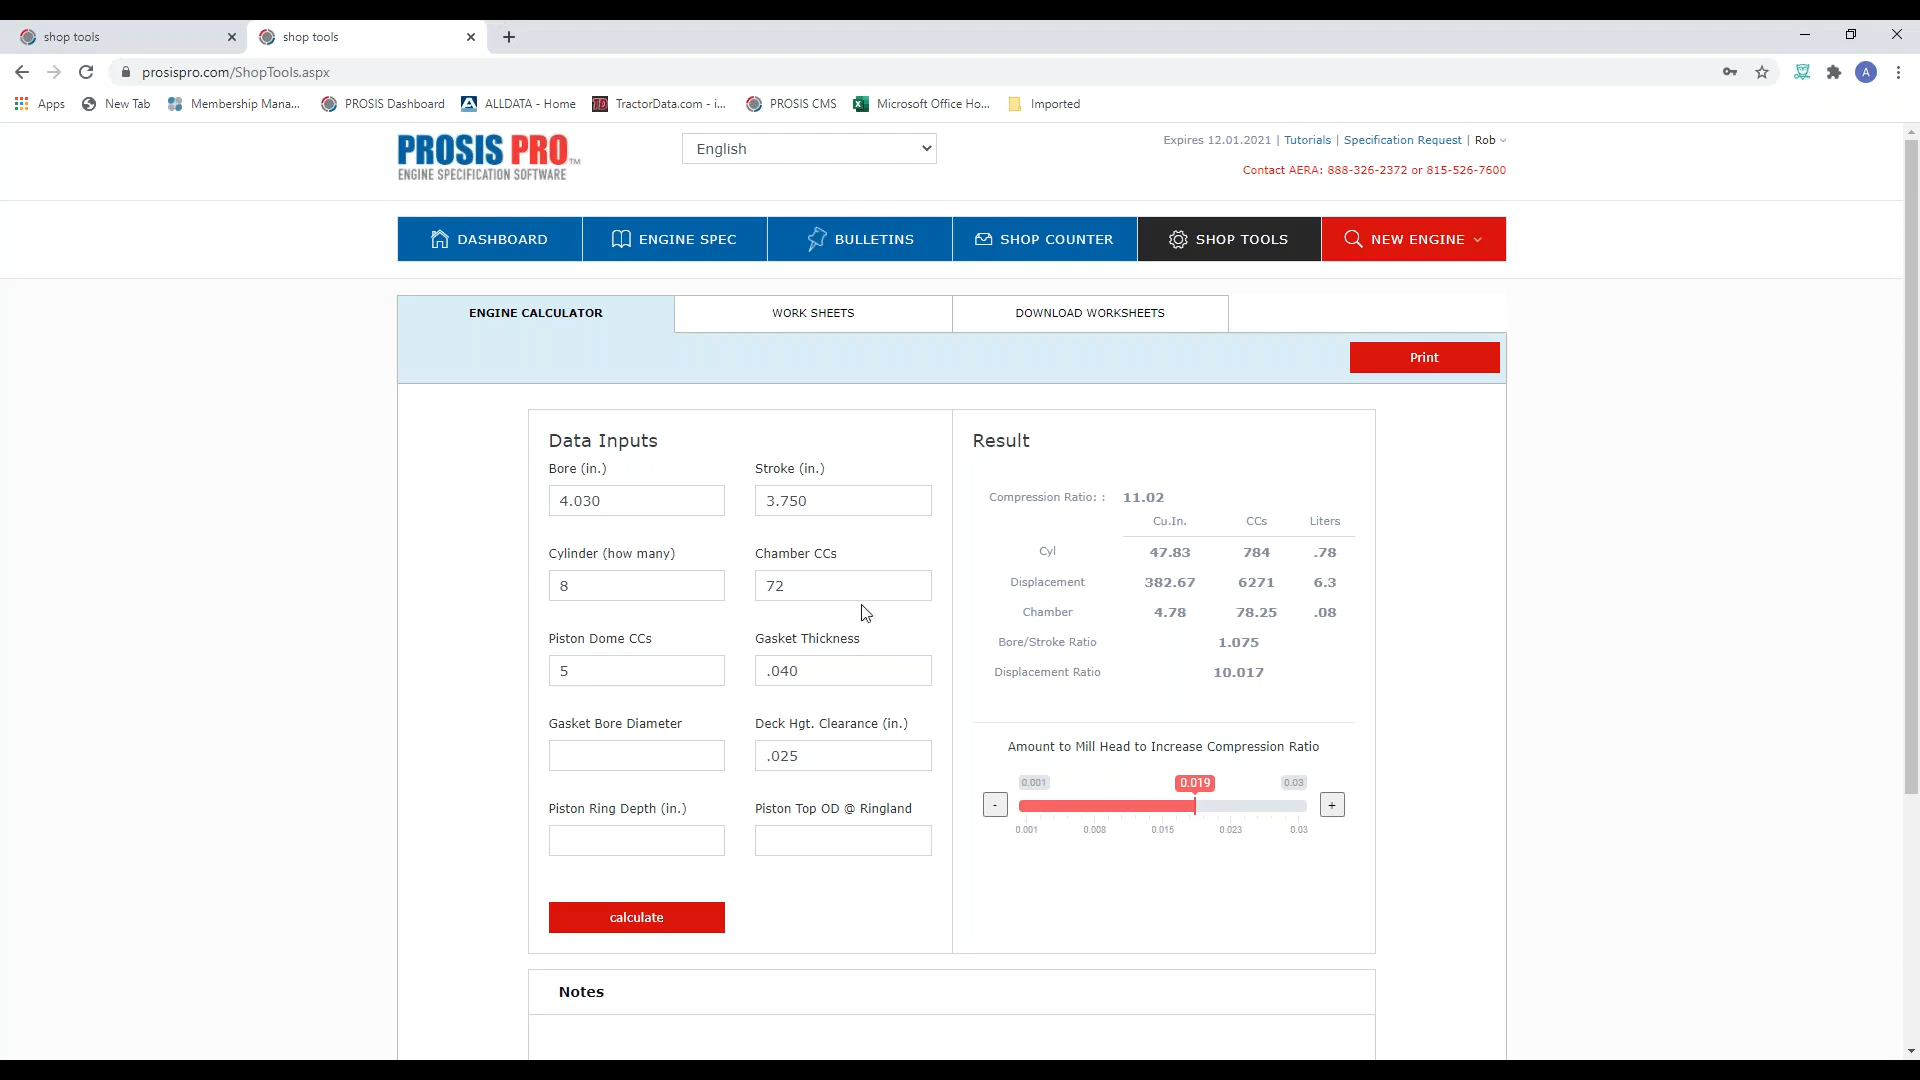 shop tools
shop tools
prosispro.com/ShopTools.aspx
A
Apps New Tab Membership Mana... PROSIS Dashboard ALLDATA - Home TractorData.com - i... PROSIS CMS Microsoft Office Ho... Imported
PROSIS PRO™
ENGINE SPECIFICATION SOFTWARE
English
Expires 12.01.2021 | Tutorials | Specification Request | Rob
Contact AERA: 888-326-2372 or 815-526-7600
DASHBOARD ENGINE SPEC BULLETINS SHOP COUNTER SHOP TOOLS NEW ENGINE
ENGINE CALCULATOR WORK SHEETS DOWNLOAD WORKSHEETS
Print
Data Inputs
Bore (in.) Stroke (in.)
4.030 3.750
Cylinder (how many) Chamber CCs
8 72
Piston Dome CCs Gasket Thickness
5 .040
Gasket Bore Diameter Deck Hgt. Clearance (in.)
.025
Piston Ring Depth (in.) Piston Top OD @ Ringland
calculate
Result
Compression Ratio: : 11.02
Cu.In. CCs Liters
Cyl 47.83 784 .78
Displacement 382.67 6271 6.3
Chamber 4.78 78.25 .08
Bore/Stroke Ratio 1.075
Displacement Ratio 10.017
Amount to Mill Head to Increase Compression Ratio
0.001 0.019 0.03
- +
0.001 0.008 0.015 0.023 0.03
Notes